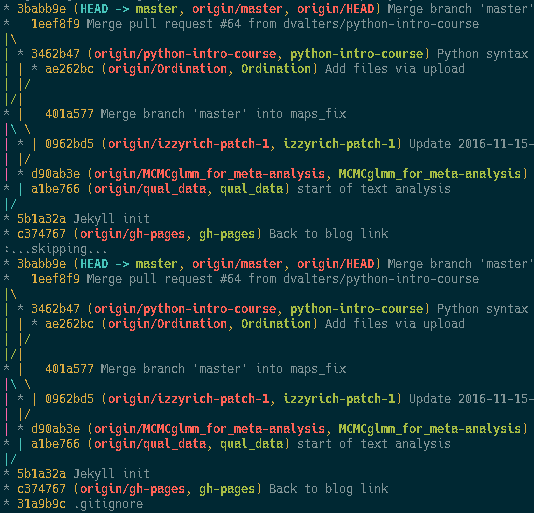 * 3babb9e (HEAD -> master, origin/master, origin/HEAD) Merge branch 'master'
*   1eef8f9 Merge pull request #64 from dvalters/python-intro-course
|\
| * 3462b47 (origin/python-intro-course, python-intro-course) Python syntax
| | * ae262bc (origin/Ordination, Ordination) Add files via upload
| |/
|/|
* |   401a577 Merge branch 'master' into maps_fix
|\ \
| * | 0962bd5 (origin/izzyrich-patch-1, izzyrich-patch-1) Update 2016-11-15-
| |/
* | d90ab3e (origin/MCMCglmm_for_meta-analysis, MCMCglmm_for_meta-analysis)
* | a1be766 (origin/qual_data, qual_data) start of text analysis
|/
* 5b1a32a Jekyll init
* c374767 (origin/gh-pages, gh-pages) Back to blog link
:...skipping...
* 3babb9e (HEAD -> master, origin/master, origin/HEAD) Merge branch 'master'
*   1eef8f9 Merge pull request #64 from dvalters/python-intro-course
|\
| * 3462b47 (origin/python-intro-course, python-intro-course) Python syntax
| | * ae262bc (origin/Ordination, Ordination) Add files via upload
| |/
|/|
* |   401a577 Merge branch 'master' into maps_fix
|\ \
| * | 0962bd5 (origin/izzyrich-patch-1, izzyrich-patch-1) Update 2016-11-15-
| |/
* | d90ab3e (origin/MCMCglmm_for_meta-analysis, MCMCglmm_for_meta-analysis)
* | a1be766 (origin/qual_data, qual_data) start of text analysis
|/
* 5b1a32a Jekyll init
* c374767 (origin/gh-pages, gh-pages) Back to blog link
* 31a9b9c .gitignore